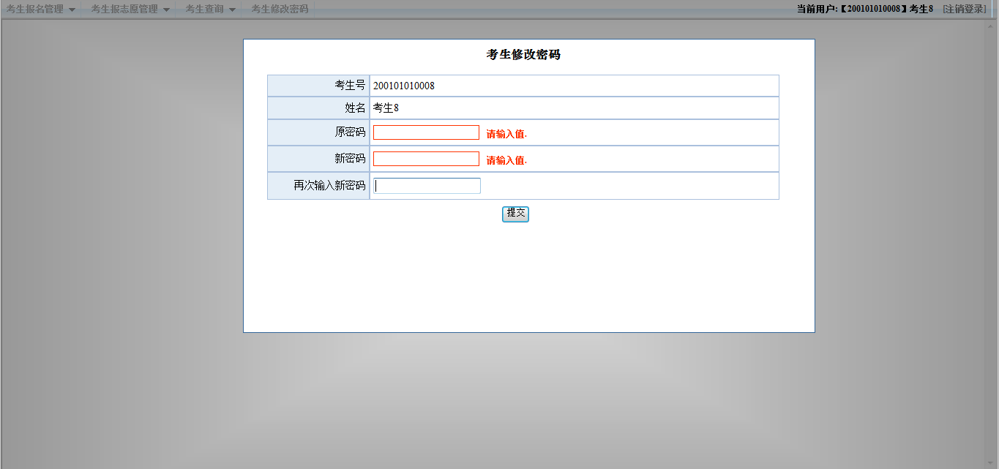 考生报名管理 考生报志愿管理 考生查询 考生修改密码 当前用户:【200101010008】考生8 [注销登录]
考生修改密码
考生号 200101010008
姓名 考生8
原密码 请输入值.
新密码 请输入值.
再次输入新密码
提交